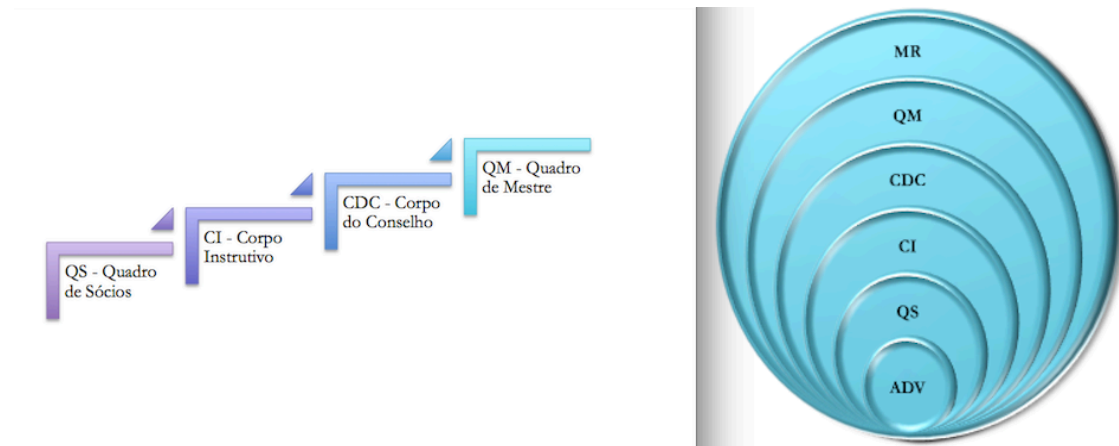 QS - Quadro
de Sócios
CI - Corpo
Instrutivo
CDC - Corpo
do Conselho
QM - Quadro
de Mestre
MR
QM
CDC
CI
QS
ADV